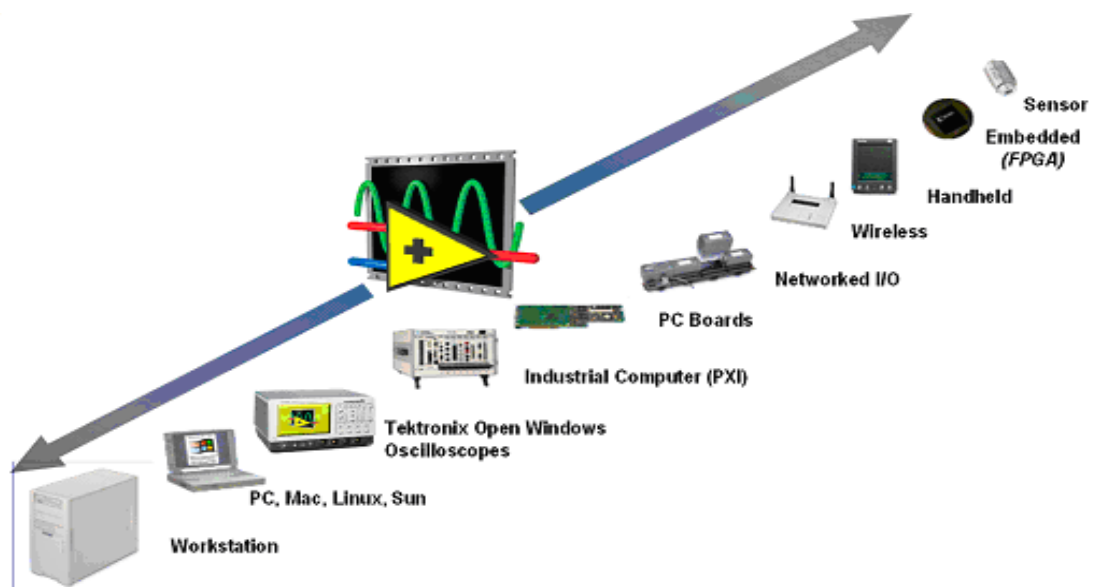 Sensor
Embedded
(FPGA)
Handheld
Wireless
Networked I/O
PC Boards
Industrial Computer (PXI)
Tektronix Open Windows
Oscilloscopes
PC, Mac, Linux, Sun
Workstation